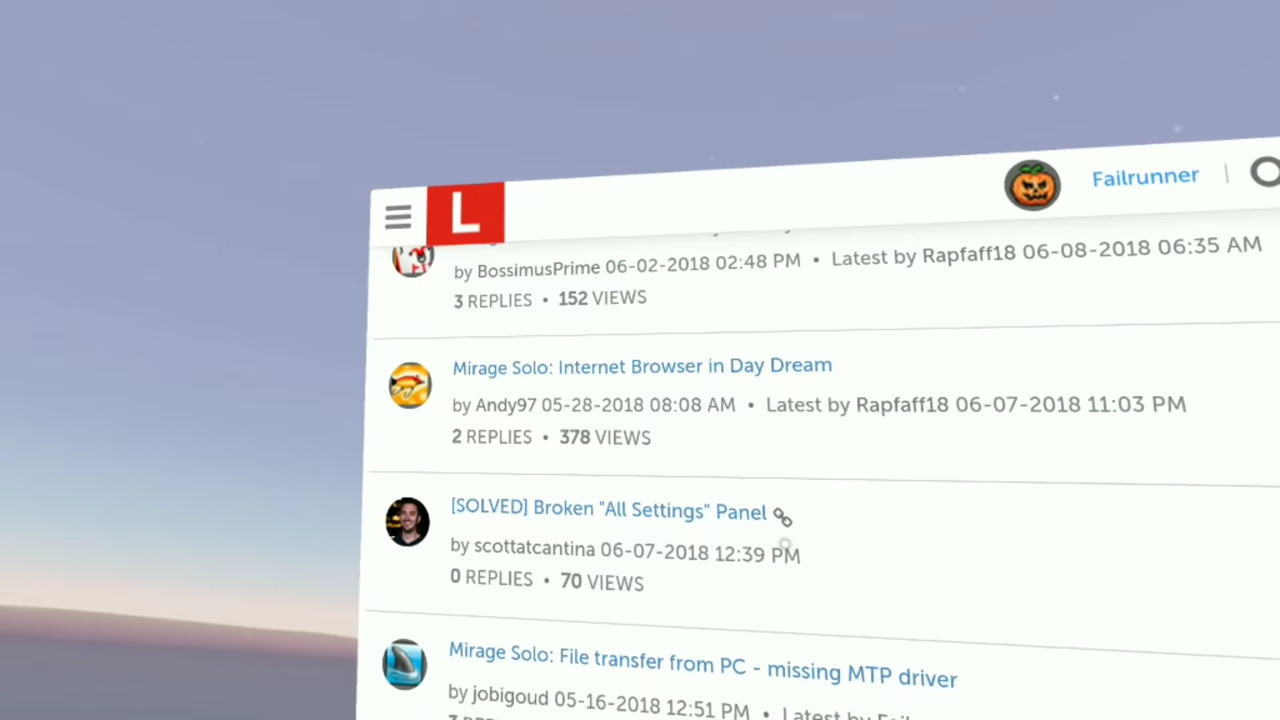 L
Failrunner
by BossimusPrime 06-02-2018 02:48 PM • Latest by Rapfaff18 06-08-2018 06:35 AM
3 REPLIES • 152 VIEWS
Mirage Solo: Internet Browser in Day Dream
by Andy97 05-28-2018 08:08 AM • Latest by Rapfaff18 06-07-2018 11:03 PM
2 REPLIES • 378 VIEWS
[SOLVED] Broken "All Settings" Panel
by scottatcantina 06-07-2018 12:39 PM
0 REPLIES • 70 VIEWS
Mirage Solo: File transfer from PC - missing MTP driver
by jobigoud 05-16-2018 12:51 PM • Latest by